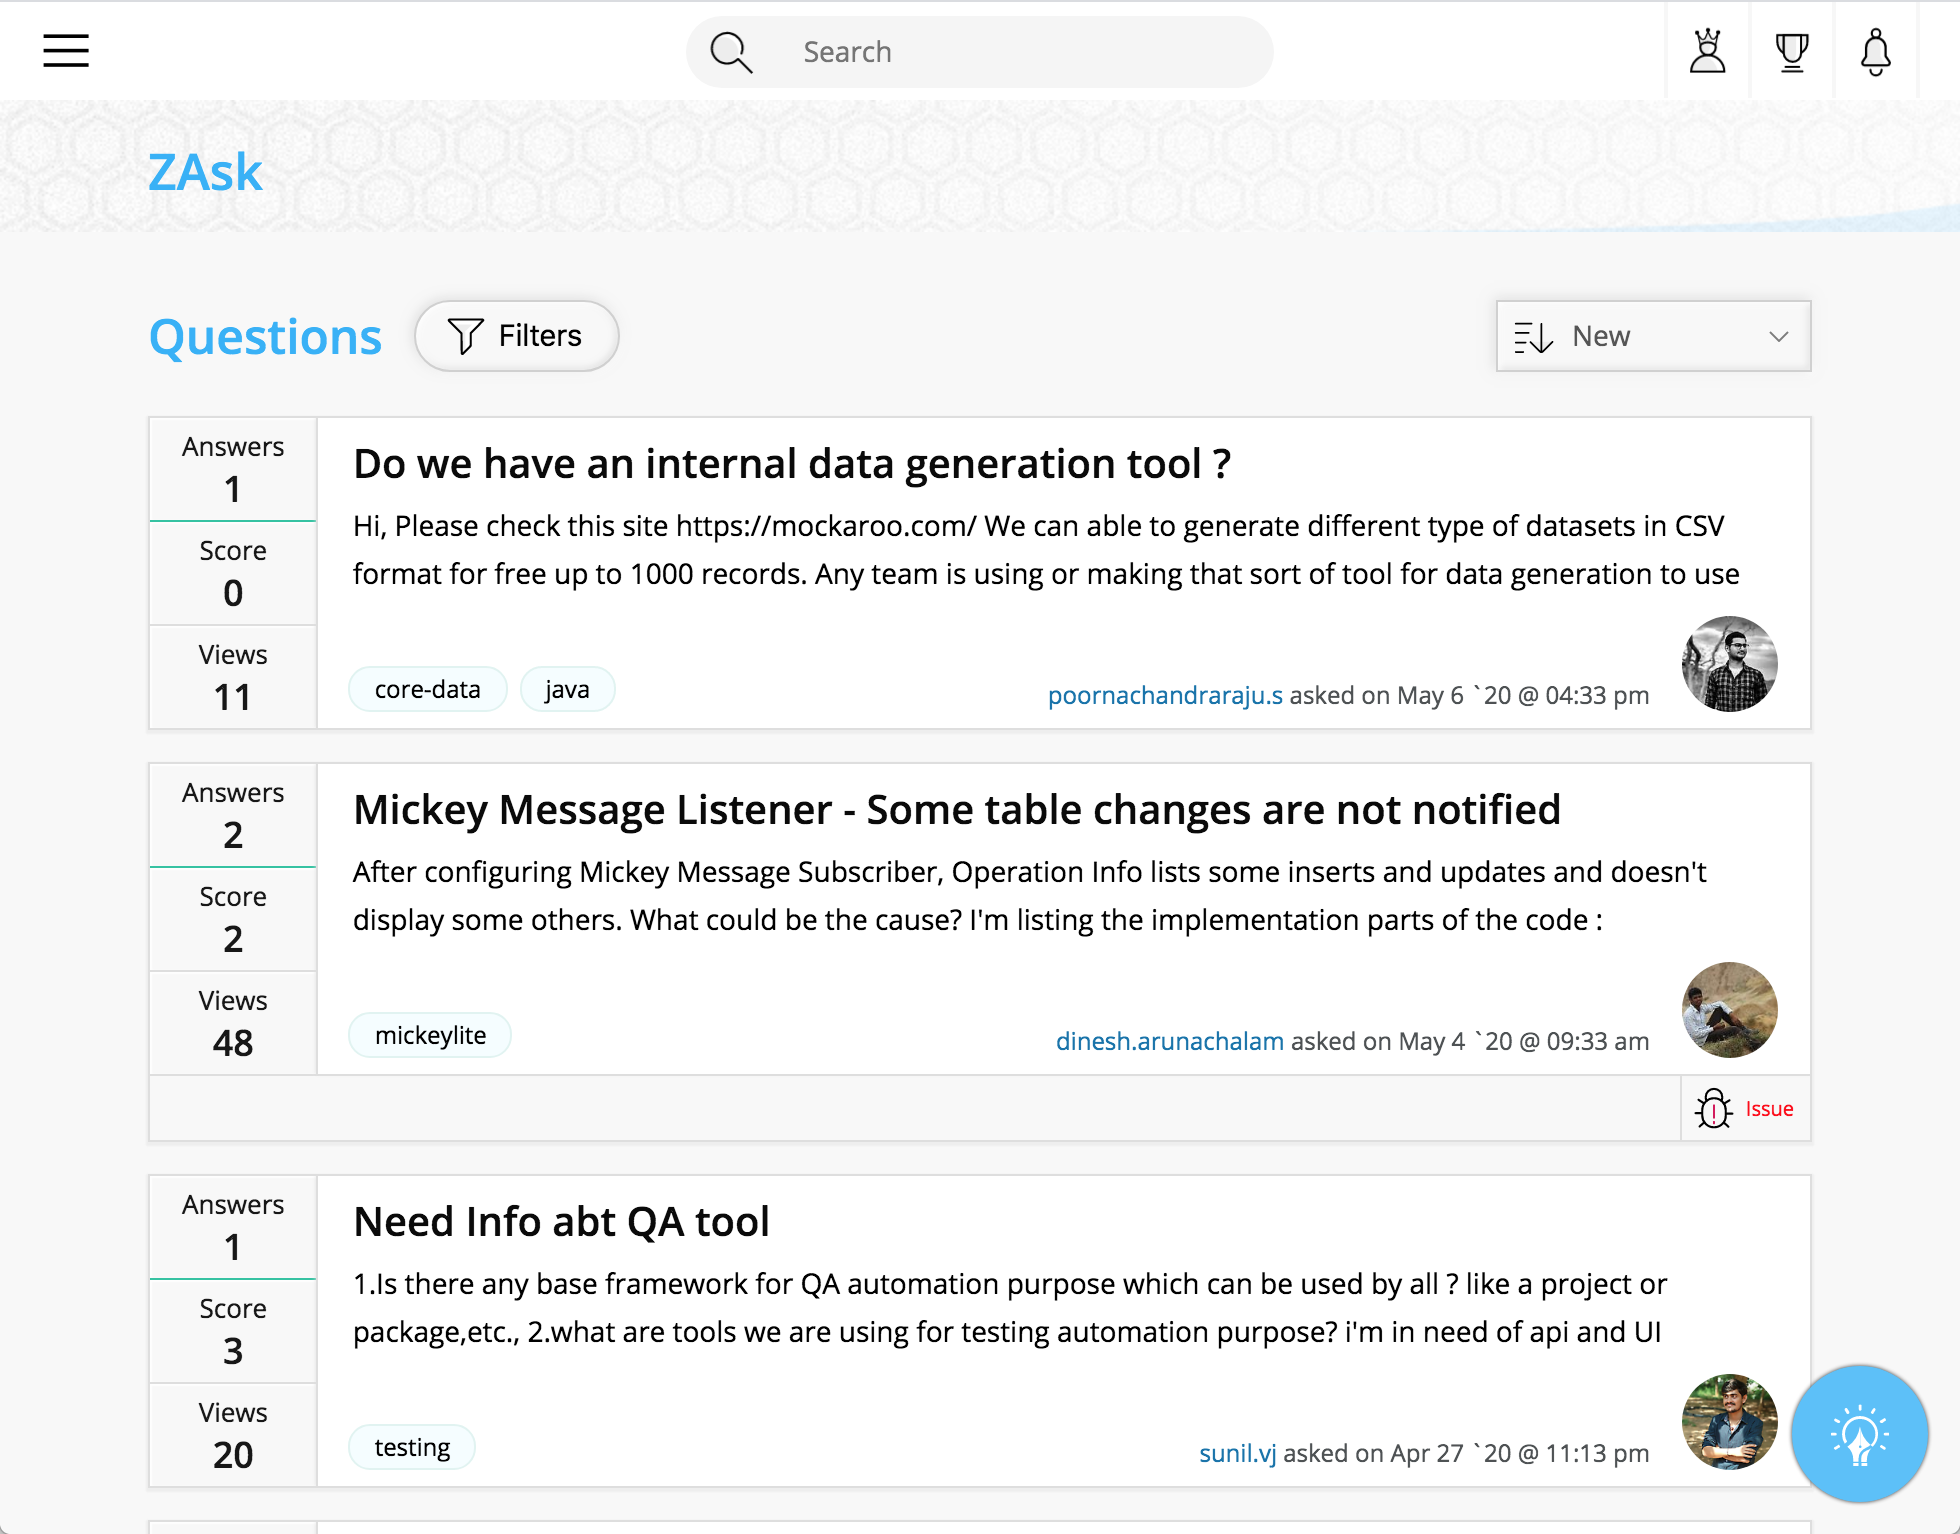 Search
ZAsk
Questions
Filters
New
Answers
1
Score
0
Views
11
Do we have an internal data generation tool ?
Hi, Please check this site https://mockaroo.com/ We can able to generate different type of datasets in CSV
format for free up to 1000 records. Any team is using or making that sort of tool for data generation to use
core-data
java
poornachandraraju.s asked on May 6 `20 @ 04:33 pm
Answers
2
Score
2
Views
48
Mickey Message Listener - Some table changes are not notified
After configuring Mickey Message Subscriber, Operation Info lists some inserts and updates and doesn't
display some others. What could be the cause? I'm listing the implementation parts of the code :
mickeylite
dinesh.arunachalam asked on May 4 `20 @ 09:33 am
Issue
Answers
1
Score
3
Views
20
Need Info abt QA tool
1.Is there any base framework for QA automation purpose which can be used by all ? like a project or
package,etc., 2.what are tools we are using for testing automation purpose? i'm in need of api and UI
testing
sunil.vj asked on Apr 27 `20 @ 11:13 pm